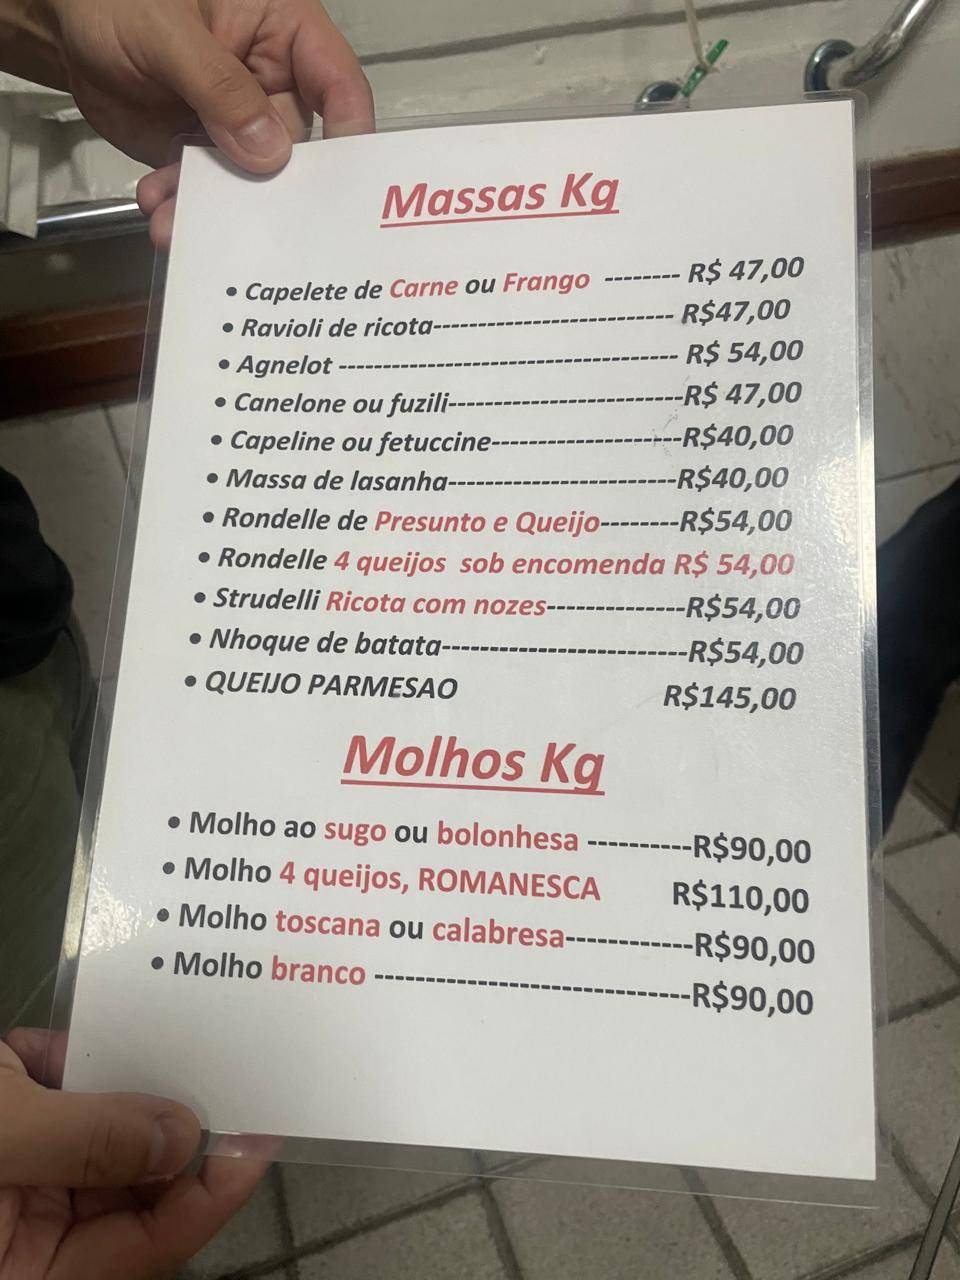 Massas Kg
• Capelete de Carne ou Frango -------- R$ 47,00
• Ravioli de ricota--------------------------- R$47,00
• Agnelot -------------------------------------- R$ 54,00
• Canelone ou fuzili--------------------------R$ 47,00
• Capeline ou fetuccine---------------------R$40,00
• Massa de lasanha--------------------------R$40,00
• Rondelle de Presunto e Queijo--------R$54,00
• Rondelle 4 queijos sob encomenda R$ 54,00
• Strudelli Ricota com nozes---------------R$54,00
• Nhoque de batata---------------------------R$54,00
• QUEIJO PARMESAO R$145,00
Molhos Kg
• Molho ao sugo ou bolonhesa ----------R$90,00
• Molho 4 queijos, ROMANESCA R$110,00
• Molho toscana ou calabresa------------R$90,00
• Molho branco -------------------------------R$90,00